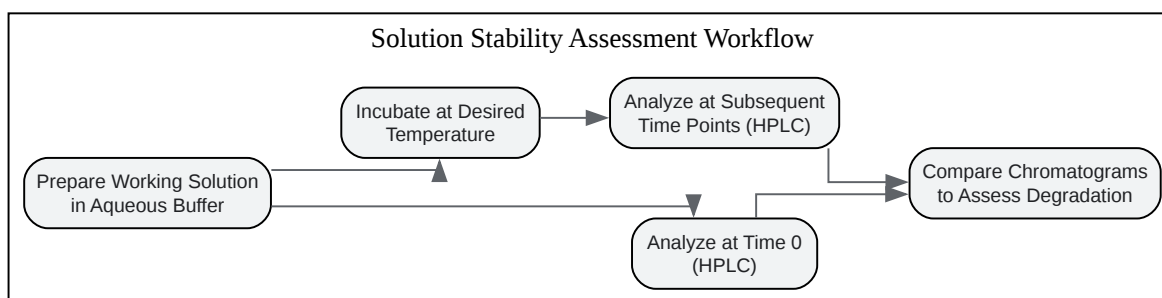 Solution Stability Assessment Workflow
Incubate at Desired
Temperature
Analyze at Subsequent
Time Points (HPLC)
Prepare Working Solution
in Aqueous Buffer
Compare Chromatograms
to Assess Degradation
Analyze at Time 0
(HPLC)